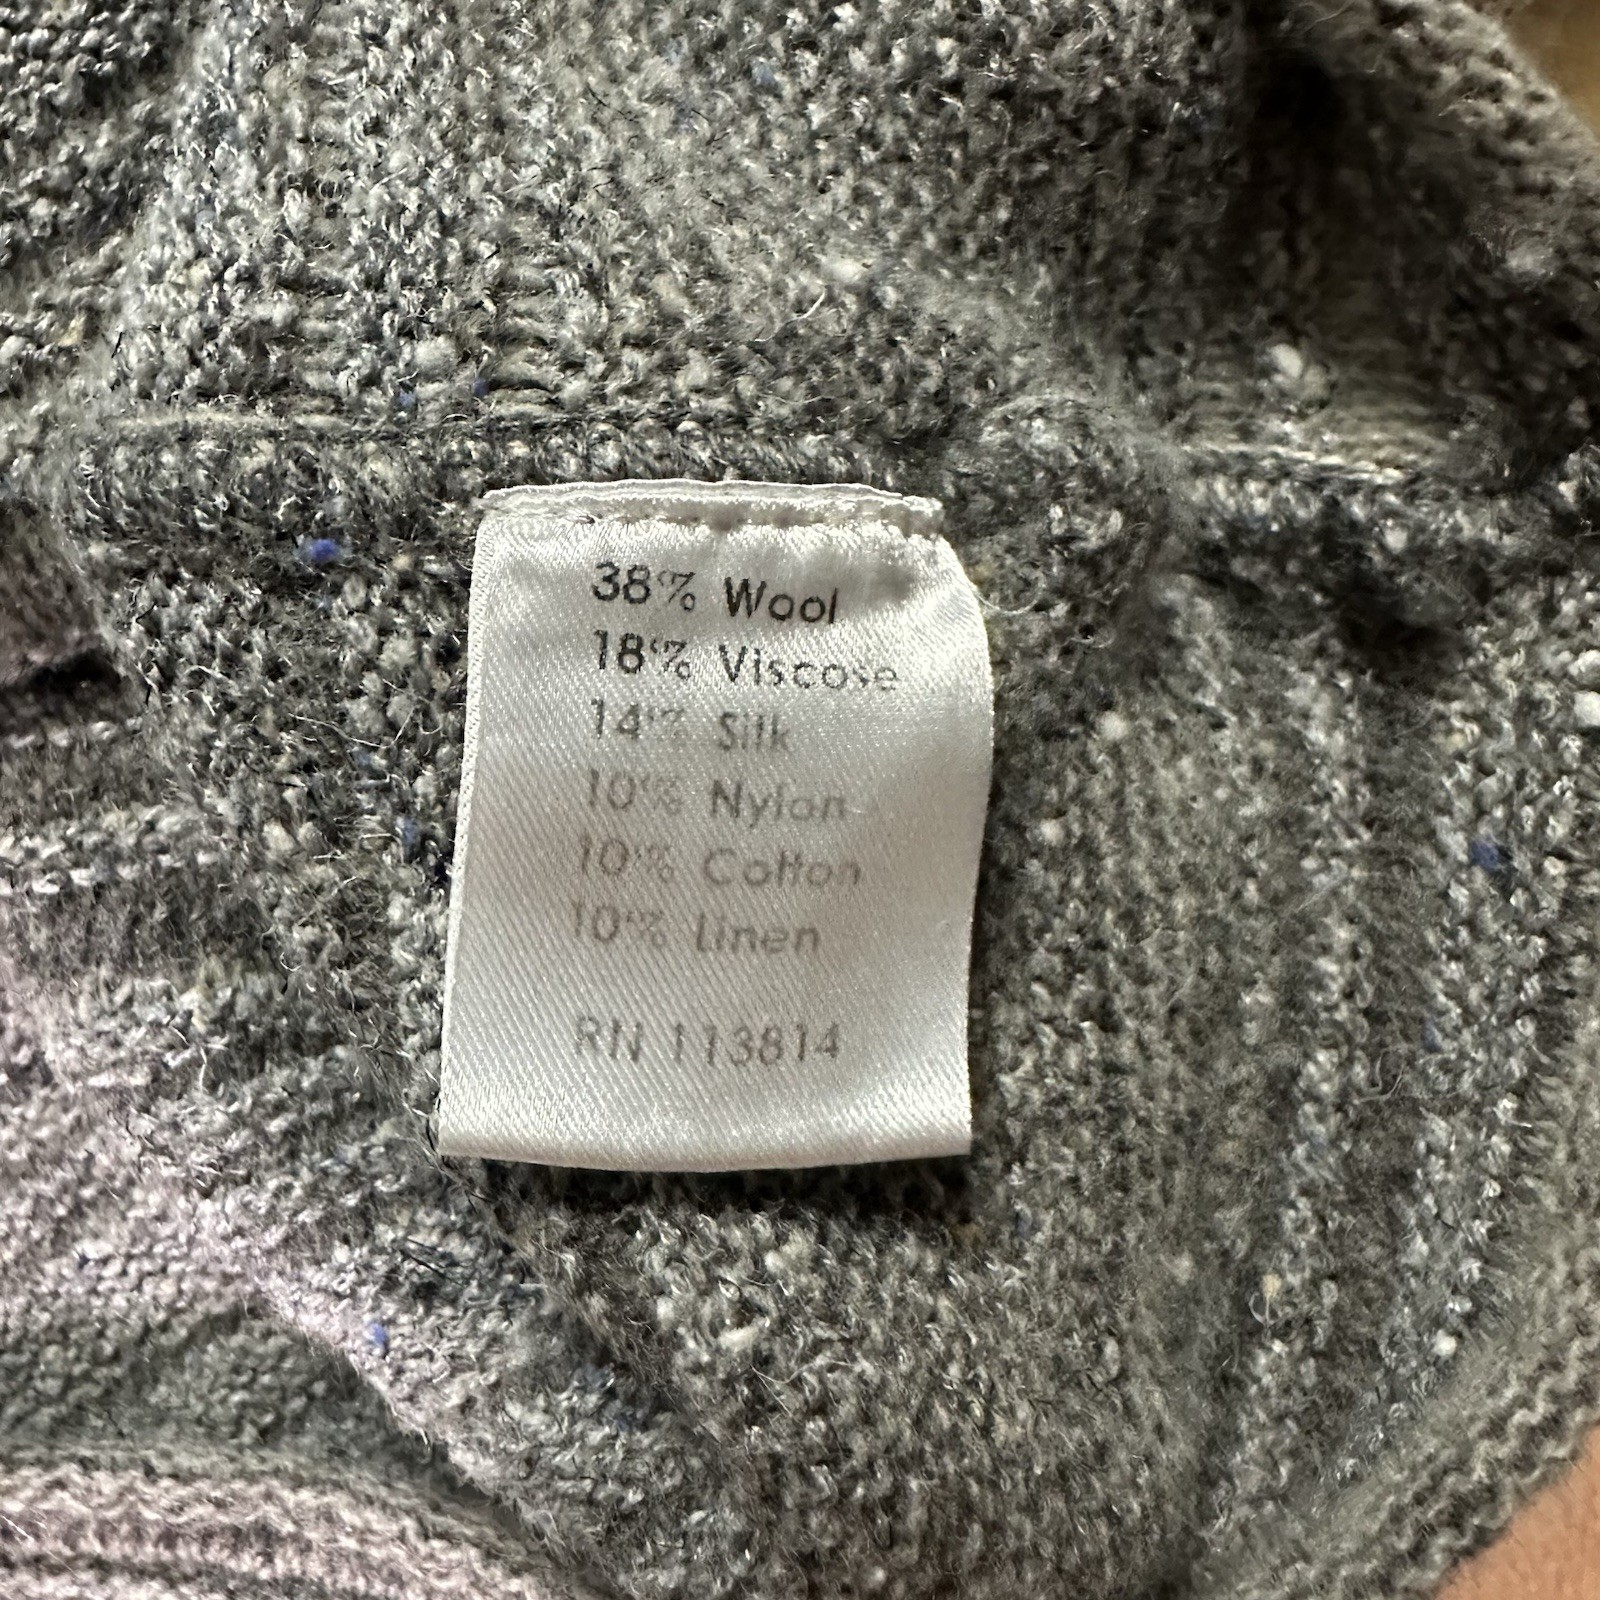 38% Wool
18% Viscose
14% Silk
10% Nylon
10% Cotton
10% Linen
RN 113814